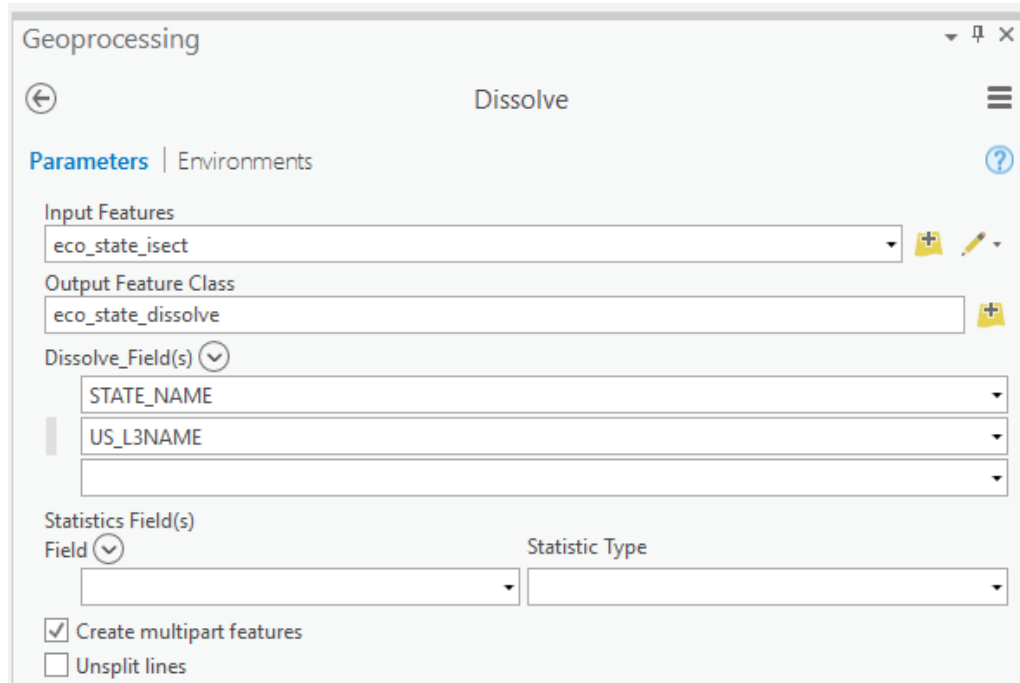 Geoprocessing
Dissolve
Parameters | Environments
Input Features
eco_state_isect
Output Feature Class
eco_state_dissolve
Dissolve_Field(s)
STATE_NAME
US_L3NAME
Statistics Field(s)
Field Statistic Type
Create multipart features
Unsplit lines